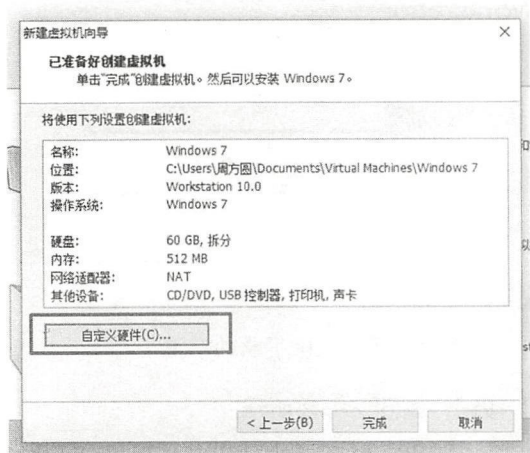 新建虚拟机向导
已准备好创建虚拟机
单击"完成"创建虚拟机。然后可以安装 Windows 7。
将使用下列设置创建虚拟机:
名称: Windows 7
位置: C:\Users\周方圆\Documents\Virtual Machines\Windows 7
版本: Workstation 10.0
操作系统: Windows 7
硬盘: 60 GB, 拆分
内存: 512 MB
网络适配器: NAT
其他设备: CD/DVD, USB 控制器, 打印机, 声卡
自定义硬件(C)...
< 上一步(B) 完成 取消